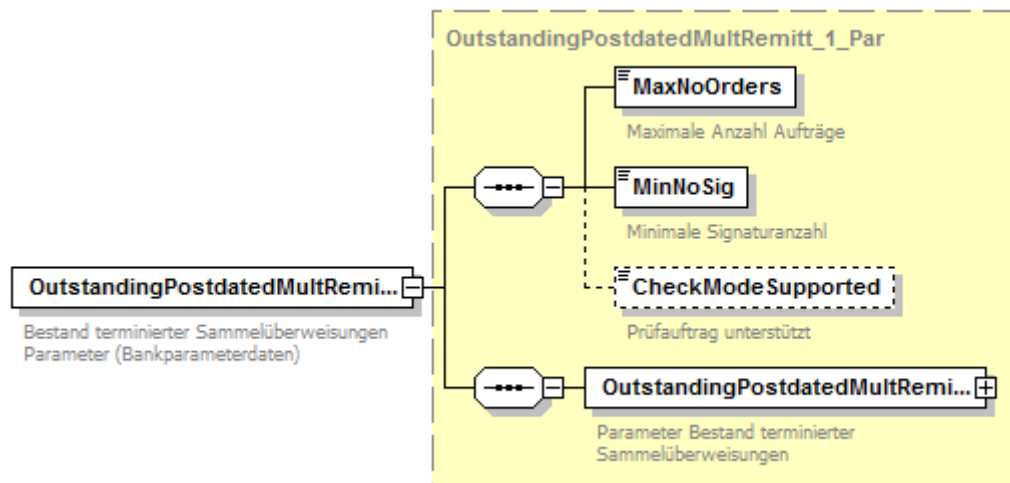 OutstandingPostdatedMultRemitt_1_Par
MaxNoOrders
Maximale Anzahl Aufträge
MinNoSig
Minimale Signaturanzahl
OutstandingPostdatedMultRemi...
Bestand terminierter Sammelüberweisungen
Parameter (Bankparameterdaten)
CheckModeSupported
Prüfauftrag unterstützt
OutstandingPostdatedMultRemi...
Parameter Bestand terminierter
Sammelüberweisungen